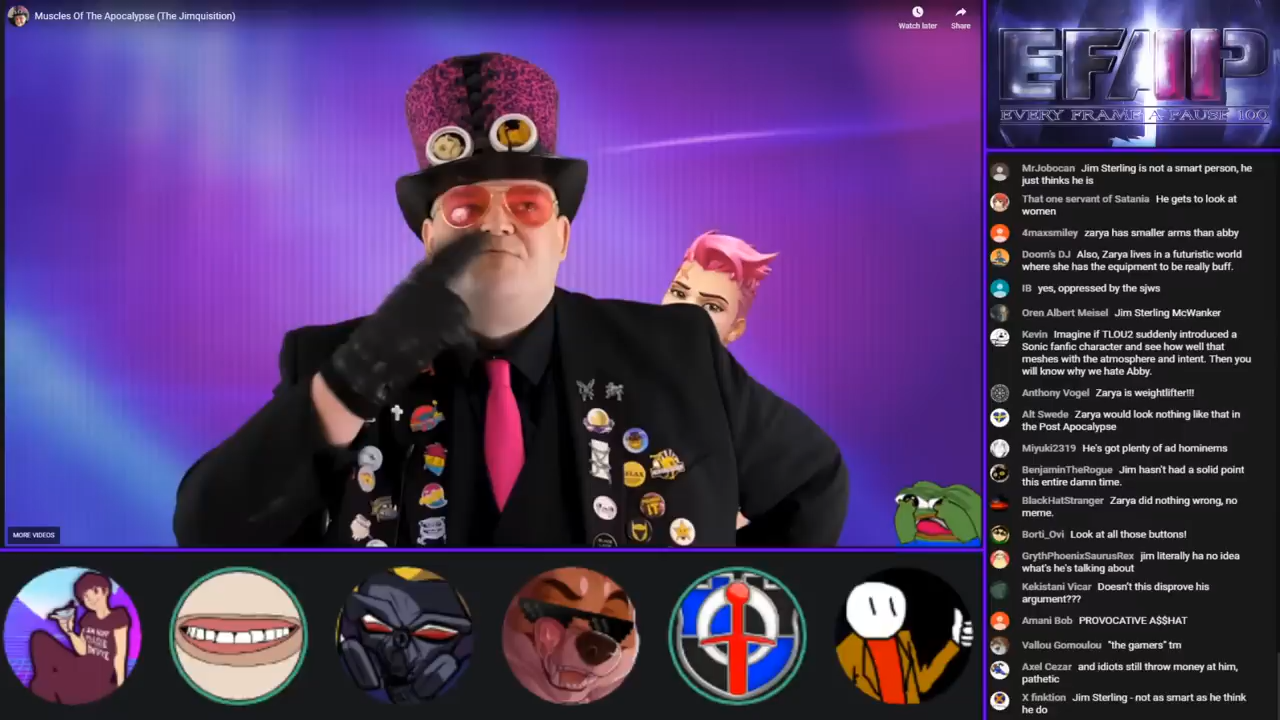 Muscles Of The Apocalypse (The Jimquisition)
Watch later
Share
MORE VIDEOS
EFAP
EVERY FRAME A PAUSE 100
MrJobocan Jim Sterling is not a smart person, he
just thinks he is
That one servant of Satania He gets to look at
women
4maxsmiley zarya has smaller arms than abby
Doom's DJ Also, Zarya lives in a futuristic world
where she has the equipment to be really buff.
IB yes, oppressed by the sjws
Oren Albert Meisel Jim Sterling McWanker
Kevin Imagine if TLOU2 suddenly introduced a
Sonic fanfic character and see how well that
meshes with the atmosphere and intent. Then you
will know why we hate Abby.
Anthony Vogel Zarya is weightlifter!!!
Alt Swede Zarya would look nothing like that in
the Post Apocalypse
Miyuki2319 He's got plenty of ad hominems
BenjaminTheRogue Jim hasn't had a solid point
this entire damn time.
BlackHatStranger Zarya did nothing wrong, no
meme.
Borti_Ovi Look at all those buttons!
GrythPhoenixSaurusRex jim literally ha no idea
what's he's talking about
Kekistani Vicar Doesn't this disprove his
argument???
Amani Bob PROVOCATIVE A$$HAT
Vallou Gomoulou "the gamers" tm
Axel Cezar and idiots still throw money at him,
pathetic
X finktion Jim Sterling - not as smart as he think
he do